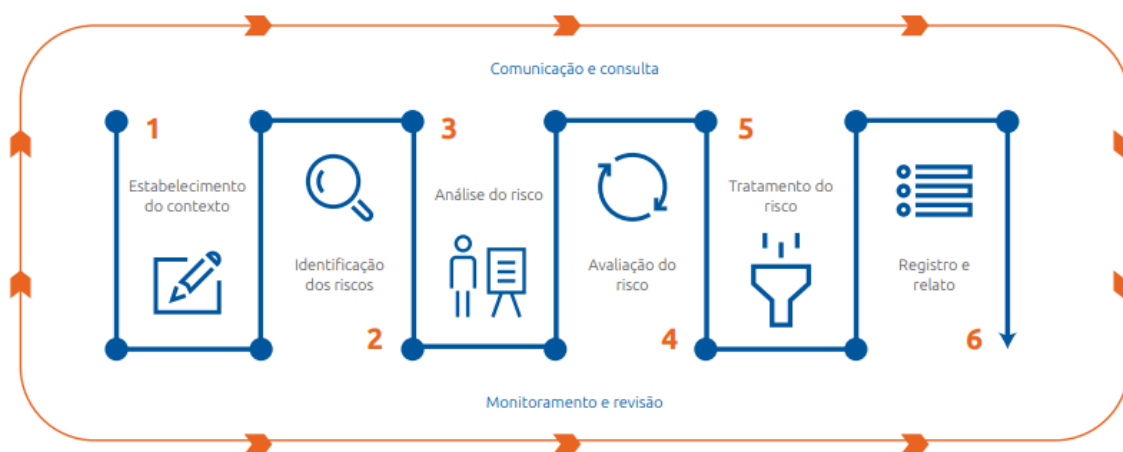 Comunicação e consulta
1
Estabelecimento
do contexto
Identificação
dos riscos
2
3
Análise do risco
Avaliação do
risco
4
5
Tratamento do
risco
Registro e
relato
6
Monitoramento e revisão